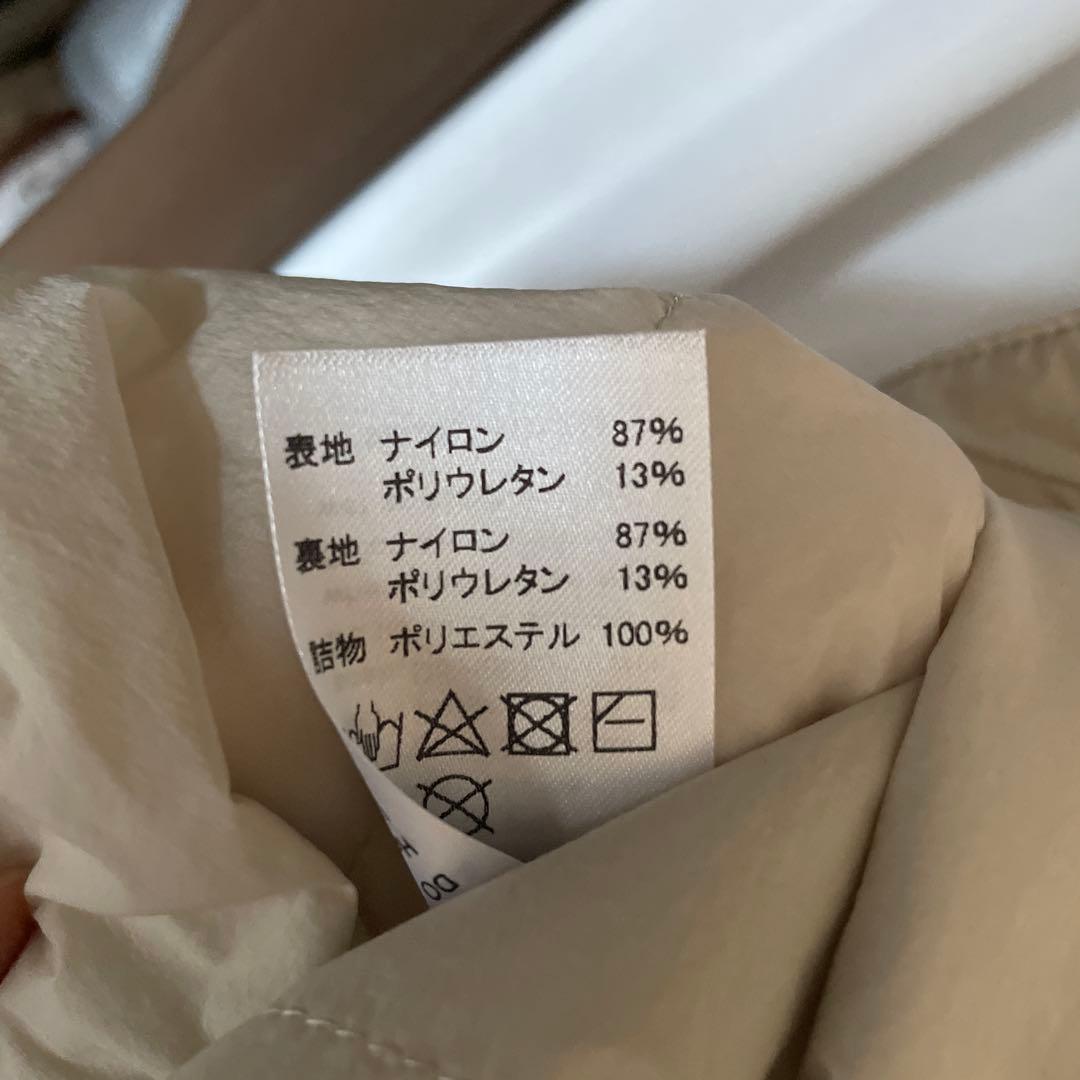 表地 ナイロン 87%
ポリウレタン 13%
裏地 ナイロン 87%
ポリウレタン 13%
詰物 ポリエステル 100%